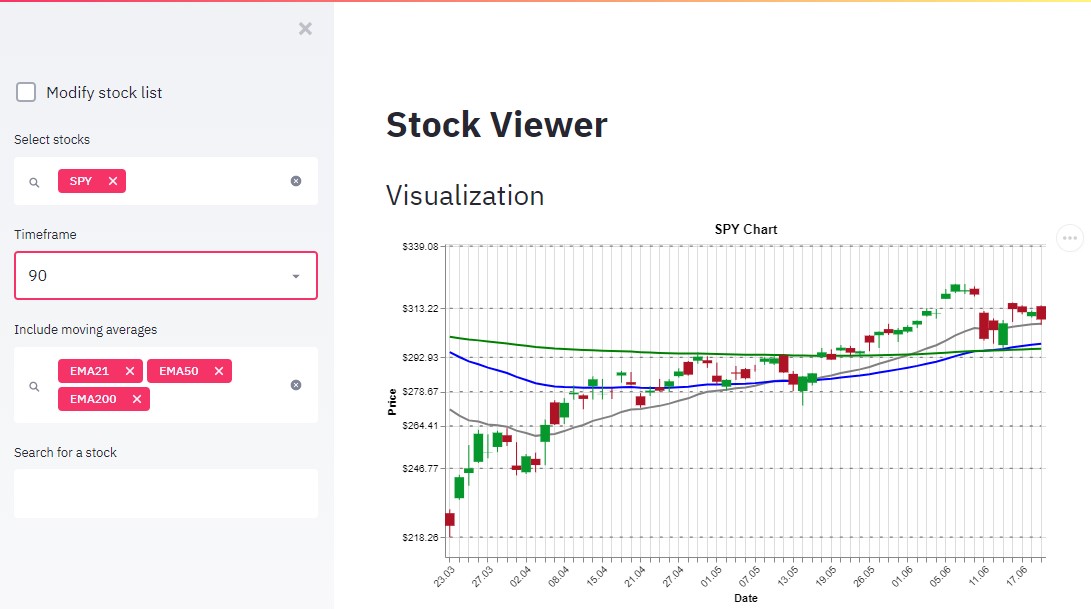 Modify stock list
Select stocks
SPY
Timeframe
90
Include moving averages
EMA21 EMA50
EMA200
Search for a stock
Stock Viewer
Visualization
SPY Chart
$339.08
$313.22
$292.93
$278.67
$264.41
$246.77
$218.26
Price
23.03 27.03 02.04 08.04 15.04 21.04 27.04 01.05 07.05 13.05 19.05 26.05 01.06 05.06 11.06 17.06
Date